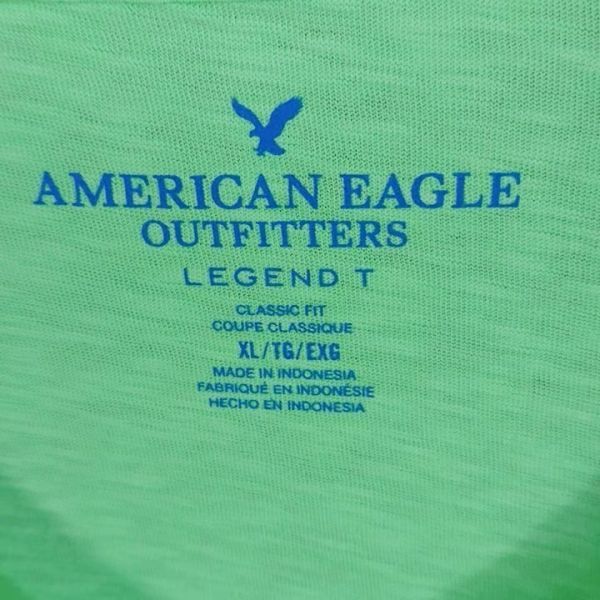 AMERICAN EAGLE
OUTFITTERS
LEGEND T
CLASSIC FIT
COUPE CLASSIQUE
XL/TG/EXG
MADE IN INDONESIA
FABRIQUÉ EN INDONÉSIE
HECHO EN INDONESIA